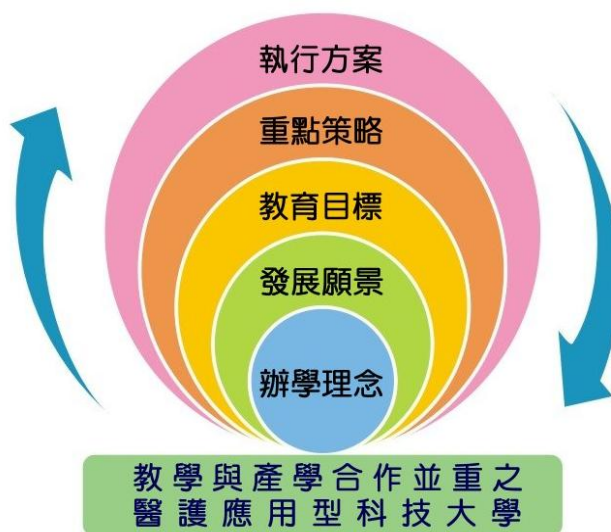 執行方案
重點策略
教育目標
發展願景
辦學理念
教學與產學合作並重之
醫護應用型科技大學